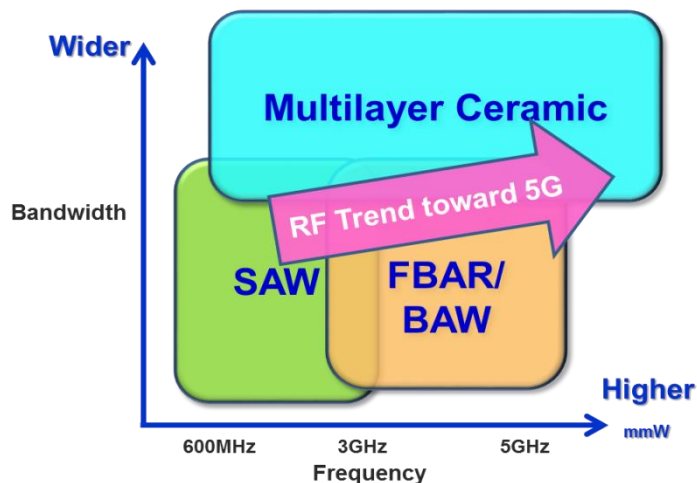 Wider
Multilayer Ceramic
Bandwidth
RF Trend toward 5G
SAW
FBAR/
BAW
Higher
mmW
600MHz 3GHz 5GHz
Frequency